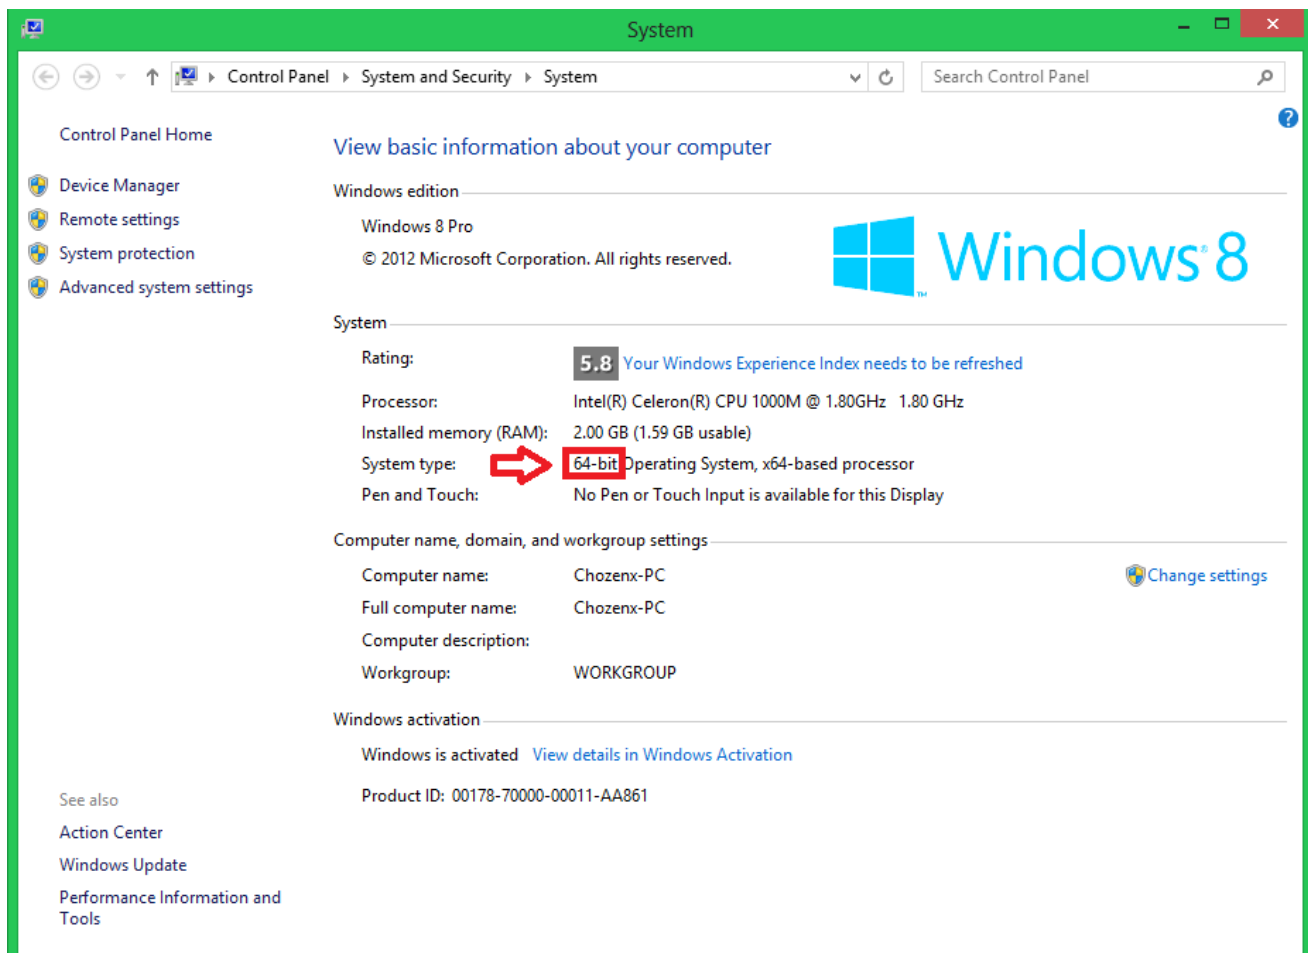 System
Control Panel System and Security System
Search Control Panel
Control Panel Home
Device Manager
Remote settings
System protection
Advanced system settings
View basic information about your computer
Windows edition
Windows 8 Pro
© 2012 Microsoft Corporation. All rights reserved.
Windows 8
TM
System
Rating:
5.8 Your Windows Experience Index needs to be refreshed
Processor: Intel(R) Celeron(R) CPU 1000M @ 1.80GHz 1.80 GHz
Installed memory (RAM): 2.00 GB (1.59 GB usable)
System type: 64-bit Operating System, x64-based processor
Pen and Touch: No Pen or Touch Input is available for this Display
Computer name, domain, and workgroup settings
Computer name: Chozenx-PC
Change settings
Full computer name: Chozenx-PC
Computer description:
Workgroup: WORKGROUP
Windows activation
Windows is activated View details in Windows Activation
Product ID: 00178-70000-00011-AA861
See also
Action Center
Windows Update
Performance Information and
Tools